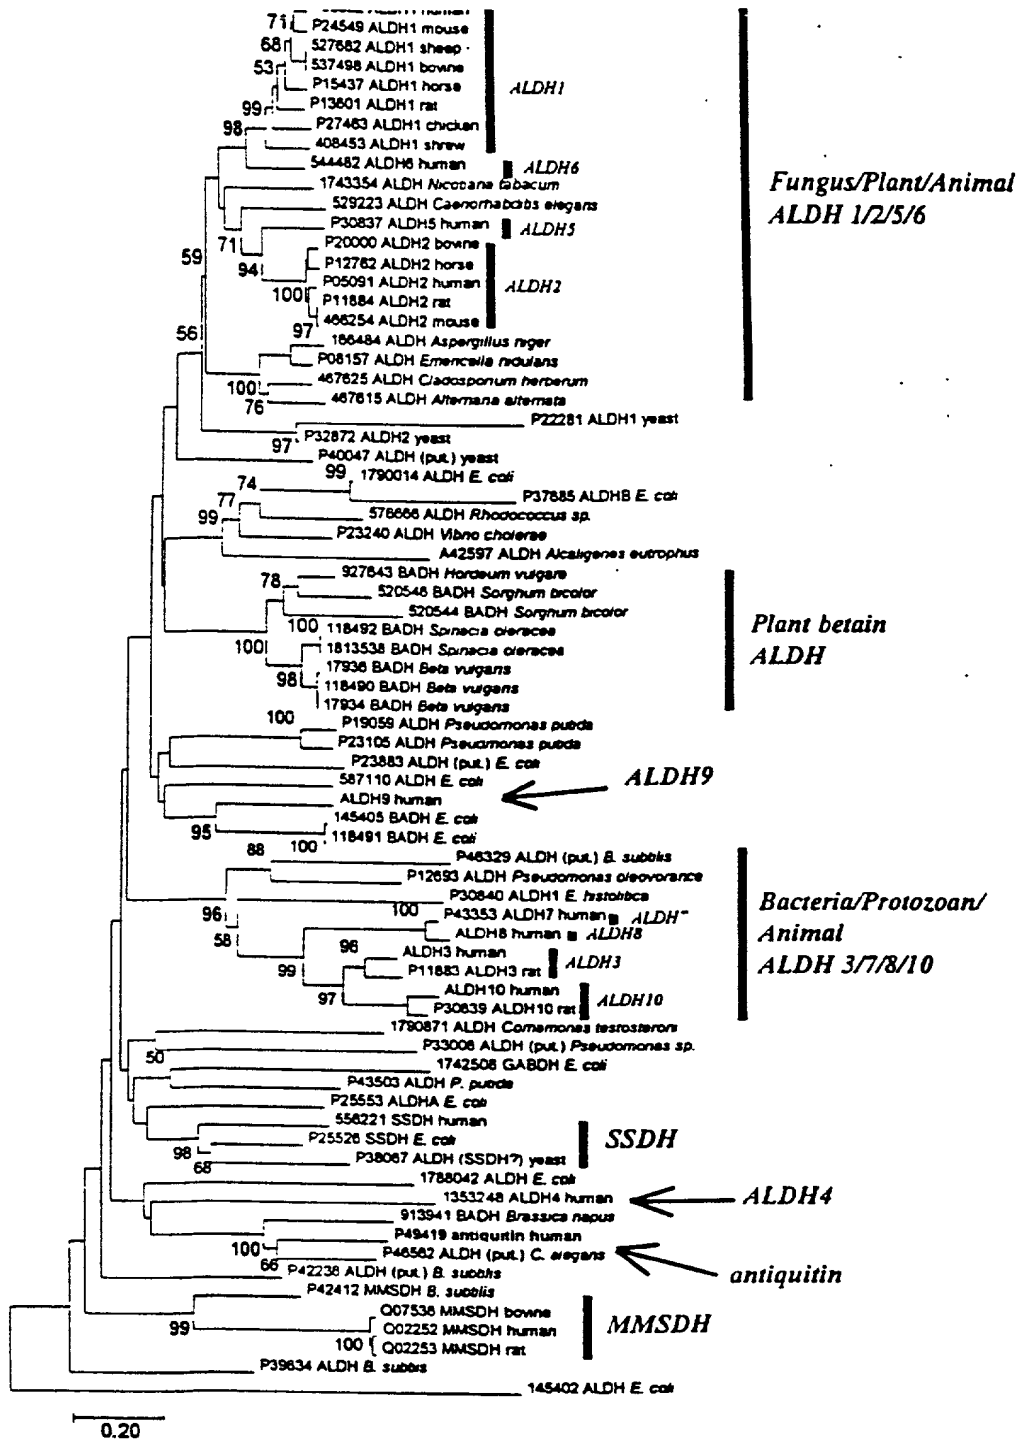 71
P24549 ALDH1 mouse
68
527682 ALDH1 sheep
537498 ALDH1 bovine
53
P15437 ALDH1 horse
ALDH1
P13601 ALDH1 rat
99
P27463 ALDH1 chicken
98
408453 ALDH1 shrew
544482 ALDH6 human
ALDH6
1743354 ALDH Nicotiana tabacum
529223 ALDH Caenorhabditis elegans
Fungus/Plant/Animal
ALDH 1/2/5/6
P30837 ALDH5 human
ALDH5
71
P20000 ALDH2 bovine
59
94
P12762 ALDH2 horse
P05091 ALDH2 human
ALDH2
100
P11884 ALDH2 rat
466254 ALDH2 mouse
97
56
166484 ALDH Aspergillus niger
P08157 ALDH Emericella nidulans
467625 ALDH Cladosporium herbarum
100
467615 ALDH Alternaria alternata
76
P22281 ALDH1 yeast
P32872 ALDH2 yeast
97
P40047 ALDH (put.) yeast
99
1790014 ALDH E. coli
74
P37685 ALDHB E. coli
77
576666 ALDH Rhodococcus sp.
99
P23240 ALDH Vibrio cholerae
A42597 ALDH Alcaligenes eutrophus
927643 BADH Hordeum vulgare
78
520546 BADH Sorghum bicolor
520544 BADH Sorghum bicolor
100
118492 BADH Spinacia oleracea
Plant betain
ALDH
100
1813538 BADH Spinacia oleracea
17936 BADH Beta vulgaris
98
118490 BADH Beta vulgaris
17934 BADH Beta vulgaris
100
P19059 ALDH Pseudomonas putida
P23105 ALDH Pseudomonas putida
P23883 ALDH (put.) E. coli
587110 ALDH E. coli
ALDH9
ALDH9 human
145405 BADH E. coli
95
118491 BADH E. coli
100
88
P46329 ALDH (put.) B. subtilis
P12693 ALDH Pseudomonas oleovorance
P30840 ALDH1 E. histolitica
100
P43353 ALDH7 human
96
ALDH8 human
ALDH8
58
Bacteria/Protozoan/
Animal
ALDH 3/7/8/10
96
ALDH3 human
ALDH3
P11883 ALDH3 rat
99
ALDH10 human
97
ALDH10
P30839 ALDH10 rat
1790871 ALDH Comamonas testosteroni
P33008 ALDH (put.) Pseudomonas sp.
50
1742508 GABDH E. coli
P43503 ALDH P. putida
P25553 ALDHA E. coli
556221 SSDH human
P25526 SSDH E. coli
SSDH
98
P38067 ALDH (SSDH?) yeast
68
1788042 ALDH E. coli
1353248 ALDH4 human
ALDH4
913941 BADH Brassica napus
P49419 antiquitin human
100
P46562 ALDH (put.) C. elegans
66
P42236 ALDH (put.) B. subtilis
antiquitin
P42412 MMSDH B. subtilis
Q07536 MMSDH bovine
99
Q02252 MMSDH human
MMSDH
100
Q02253 MMSDH rat
P39634 ALDH B. subtilis
145402 ALDH E. coli
0.20